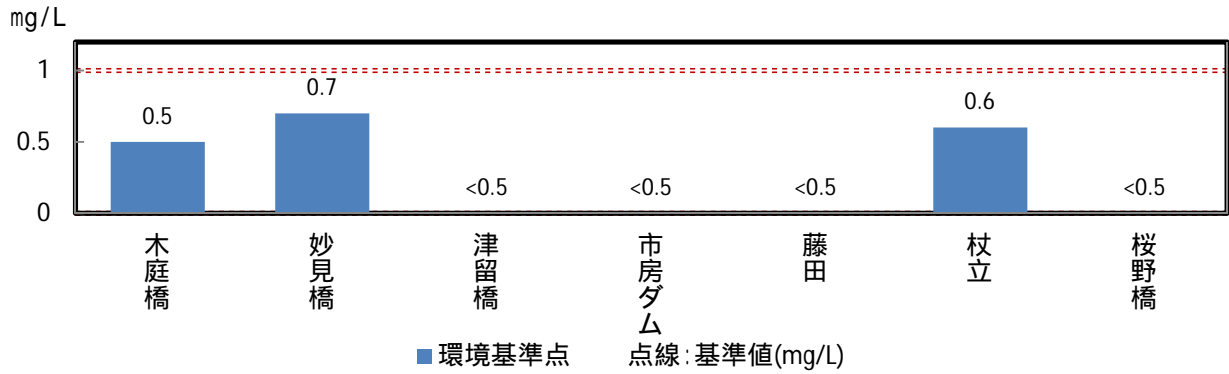 mg/L
1
0.5
0
0.5
0.7
<0.5
<0.5
<0.5
0.6
<0.5
木庭橋
妙見橋
津留橋
市房ダム
藤田
杖立
桜野橋
環境基準点 点線:基準値(mg/L)